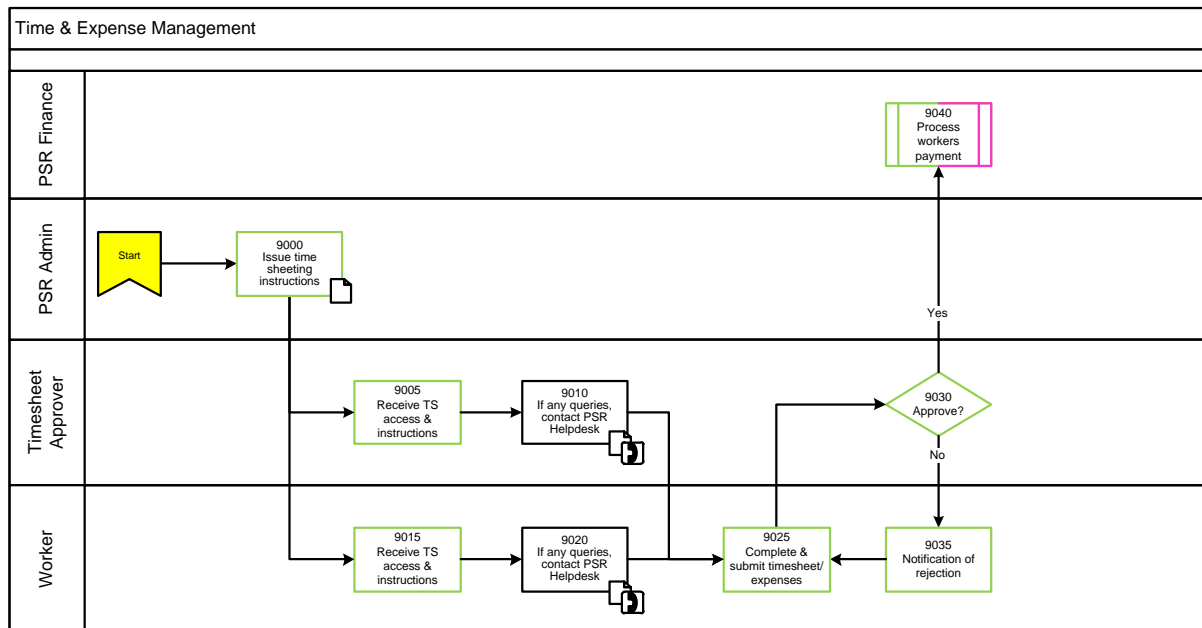 Time & Expense Management
PSR Finance
9040
Process
workers
payment
PSR Admin
Start
9000
Issue time
sheeting
instructions
Yes
Timesheet
Approver
9005
Receive TS
access &
instructions
9010
If any queries,
contact PSR
Helpdesk
9030
Approve?
No
Worker
9015
Receive TS
access &
instructions
9020
If any queries,
contact PSR
Helpdesk
9025
Complete &
submit timesheet/
expenses
9035
Notification of
rejection